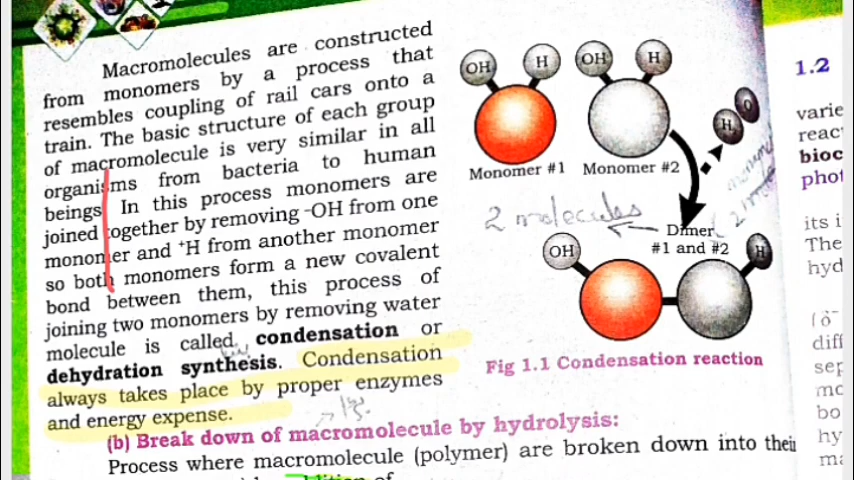 Macromolecules are constructed
from monomers by a process that
resembles coupling of rail cars onto a
train. The basic structure of each group
of macromolecule is very similar in all
organisms from bacteria to human
beings. In this process monomers are
joined together by removing ⁻OH from one
monomer and ⁺H from another monomer
so both monomers form a new covalent
bond between them, this process of
joining two monomers by removing water
molecule is called condensation or
dehydration synthesis. Condensation
always takes place by proper enzymes
and energy expense.
(b) Break down of macromolecule by hydrolysis:
Process where macromolecule (polymer) are broken down into their
OH H OH H
H₂ O
Monomer #1 Monomer #2
2 molecules
Dimer
#1 and #2
2 mole
OH H
Fig 1.1 Condensation reaction
1.2
varie
reac
bioc
phot
its i
The
hyd
(δ⁻
diff
sep
mo
bo
hy
ma